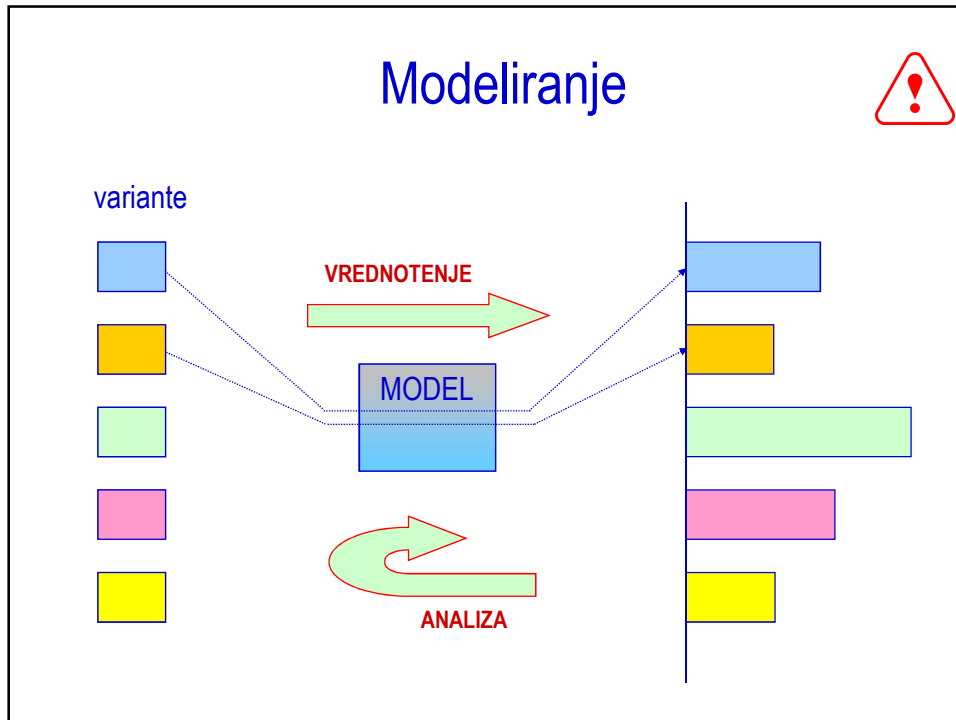 Modeliranje
variante
VREDNOTENJE
MODEL
ANALIZA